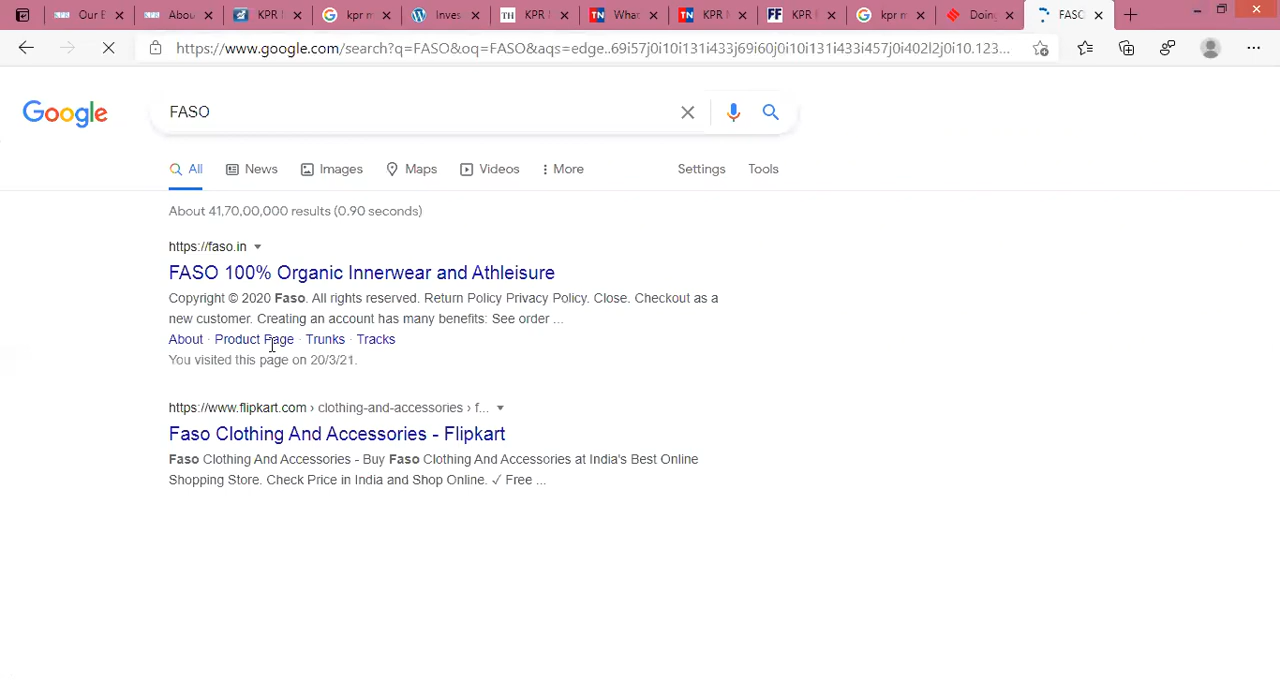 Our E
Abou
KPR
kpr m
Inves
TH KPR
TN Wha
TN KPR
FF KPR
kpr m
Doing
FASO
https://www.google.com/search?q=FASO&oq=FASO&aqs=edge..69i57j0i10i131i433j69i60j0i10i131i433i457j0i402l2j0i10.123...
Google
FASO
All
News
Images
Maps
Videos
More
Settings
Tools
About 41,70,00,000 results (0.90 seconds)
https://faso.in
FASO 100% Organic Innerwear and Athleisure
Copyright © 2020 Faso. All rights reserved. Return Policy Privacy Policy. Close. Checkout as a
new customer. Creating an account has many benefits: See order ...
About · Product Page · Trunks · Tracks
You visited this page on 20/3/21.
https://www.flipkart.com › clothing-and-accessories › f...
Faso Clothing And Accessories - Flipkart
Faso Clothing And Accessories - Buy Faso Clothing And Accessories at India's Best Online
Shopping Store. Check Price in India and Shop Online. ✓ Free ...